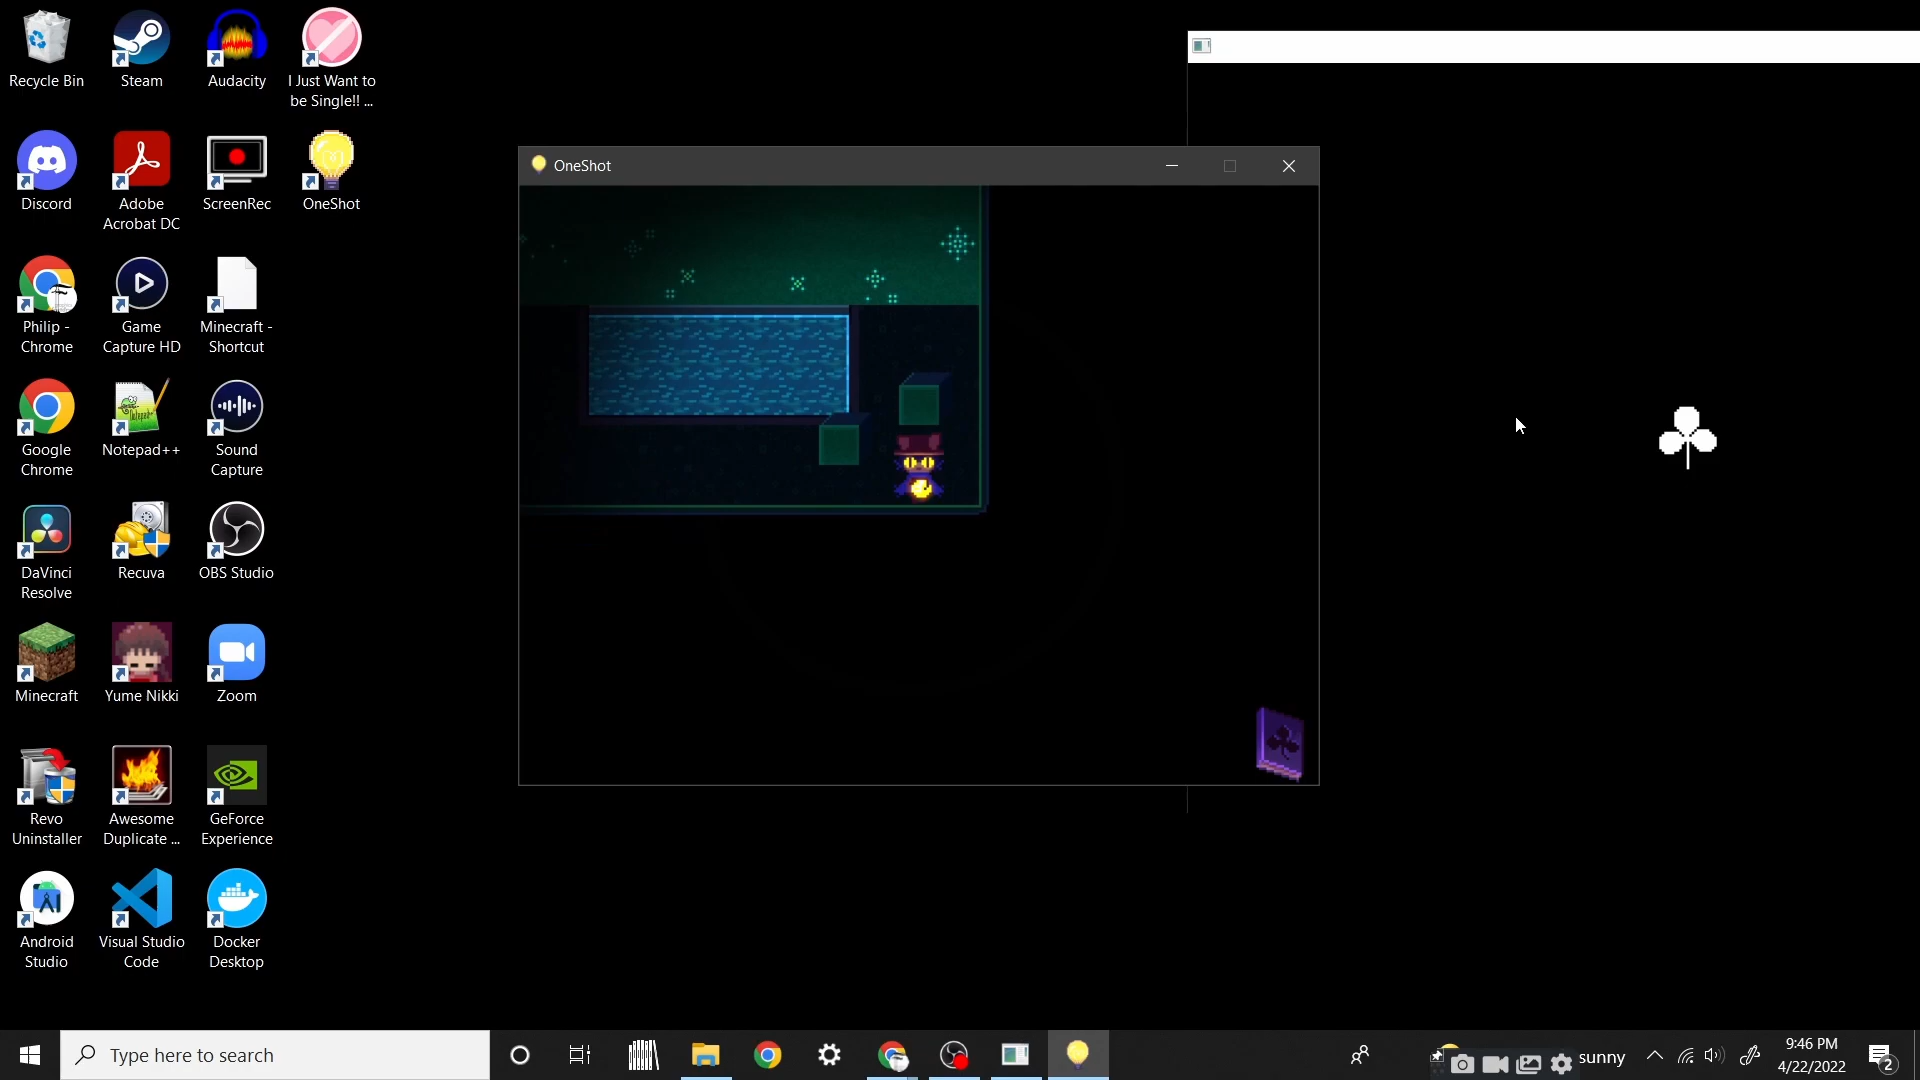 Recycle Bin
Steam
Audacity
I Just Want to
be Single!! ...
Discord
Adobe
Acrobat DC
ScreenRec
OneShot
Philip -
Chrome
Game
Capture HD
Minecraft -
Shortcut
Google
Chrome
Notepad++
Sound
Capture
DaVinci
Resolve
Recuva
OBS Studio
Minecraft
Yume Nikki
Zoom
Revo
Uninstaller
Awesome
Duplicate ...
GeForce
Experience
Android
Studio
Visual Studio
Code
Docker
Desktop
OneShot
Type here to search
sunny
9:46 PM
4/22/2022
2